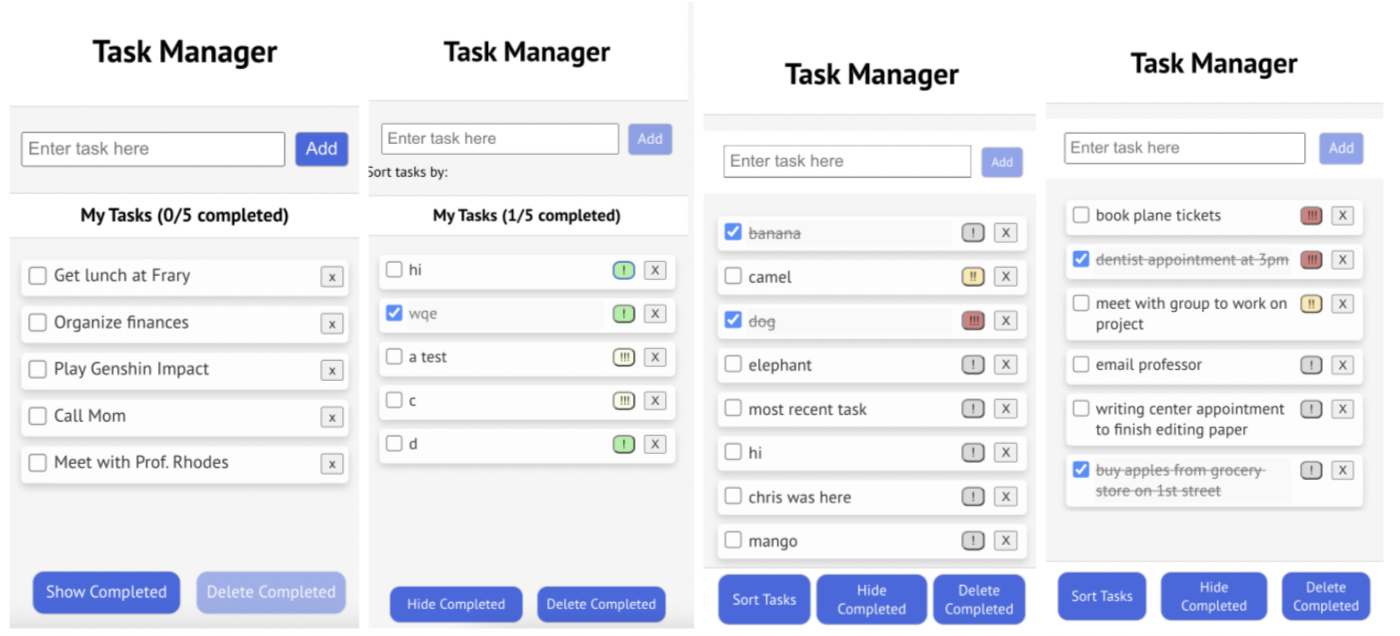 Task Manager
Enter task here
Add
My Tasks (0/5 completed)
Get lunch at Frary
x
Organize finances
x
Play Genshin Impact
x
Call Mom
x
Meet with Prof. Rhodes
x
Show Completed
Delete Completed
Task Manager
Enter task here
Add
Sort tasks by:
My Tasks (1/5 completed)
hi ! X
wqe ! X
a test !!! X
c !!! X
d ! X
Hide Completed
Delete Completed
Task Manager
Enter task here
Add
banana ! X
camel !! X
dog !!! X
elephant ! X
most recent task ! X
hi ! X
chris was here ! X
mango ! X
Sort Tasks
Hide
Completed
Delete
Completed
Task Manager
Enter task here
Add
book plane tickets !!! X
dentist appointment at 3pm !!! X
meet with group to work on !! X
project
email professor ! X
writing center appointment ! X
to finish editing paper
buy apples from grocery ! X
store on 1st street
Sort Tasks
Hide
Completed
Delete
Completed